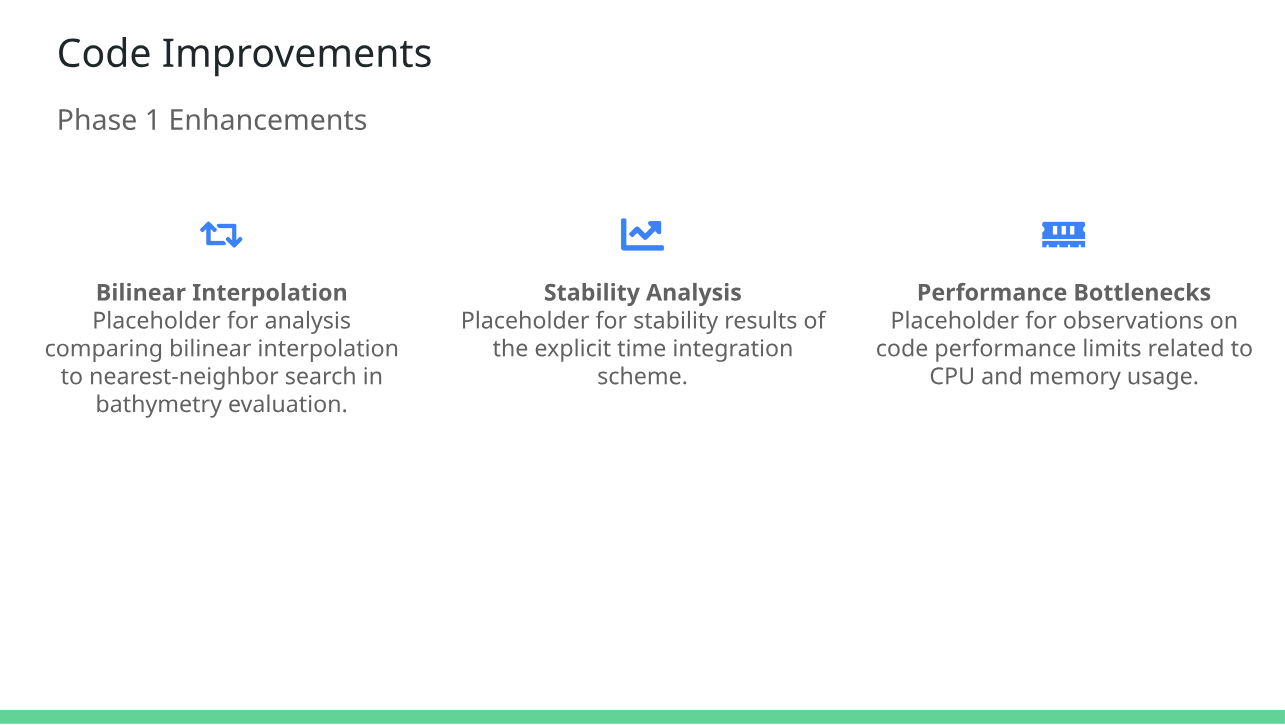 Code Improvements
Phase 1 Enhancements
Bilinear Interpolation
Placeholder for analysis
comparing bilinear interpolation
to nearest-neighbor search in
bathymetry evaluation.
Stability Analysis
Placeholder for stability results of
the explicit time integration
scheme.
Performance Bottlenecks
Placeholder for observations on
code performance limits related to
CPU and memory usage.